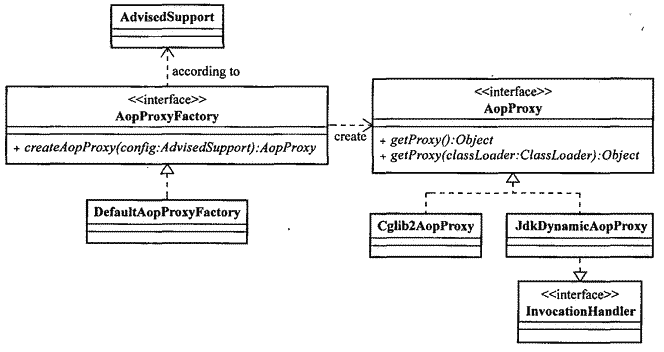 AdvisedSupport
according to
<<interface>>
AopProxyFactory
+ createAopProxy(config:AdvisedSupport):AopProxy
create
<<interface>>
AopProxy
+ getProxy():Object
+ getProxy(classLoader:ClassLoader):Object
DefaultAopProxyFactory
Cglib2AopProxy
JdkDynamicAopProxy
<<interface>>
InvocationHandler